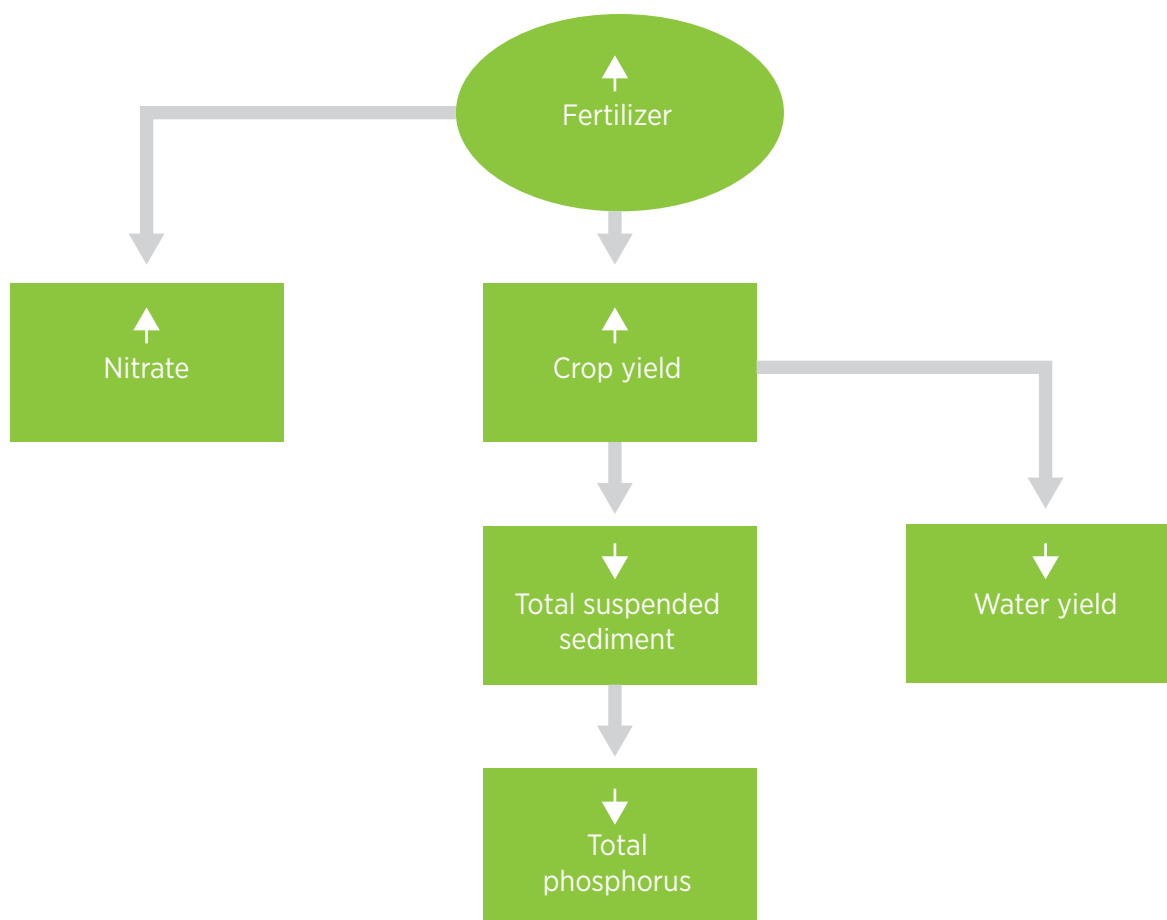 Fertilizer
Nitrate
Crop yield
Total suspended
sediment
Water yield
Total
phosphorus